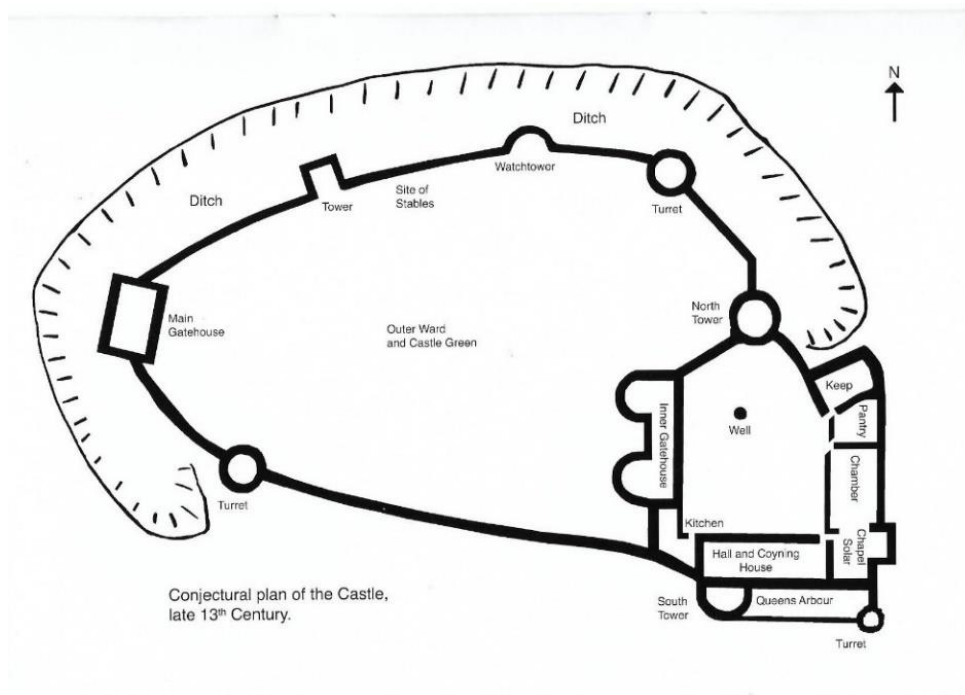 N
Ditch
Watchtower
Ditch
Tower
Site of
Stables
Turret
Main
Gatehouse
Outer Ward
and Castle Green
North
Tower
Keep
Pantry
Inner Gatehouse
Well
Chamber
Turret
Kitchen
Hall and Coyning
House
Chapel
Solar
Conjectural plan of the Castle,
late 13th Century.
South
Tower
Queens Arbour
Turret